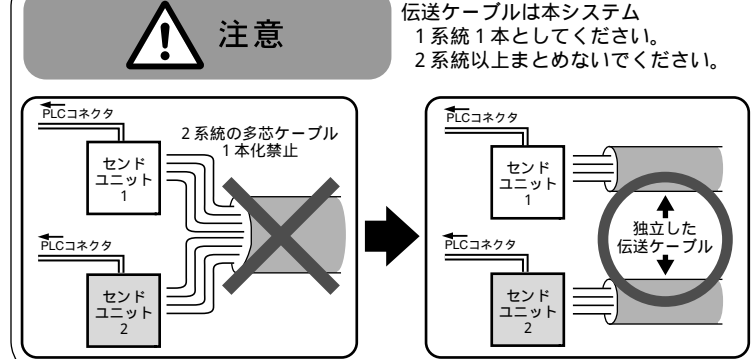 注意
伝送ケーブルは本システム
1系統1本としてください。
2系統以上まとめないでください。
PLCコネクタ
2系統の多芯ケーブル
1本化禁止
センド
ユニット
1
PLCコネクタ
センド
ユニット
2
PLCコネクタ
センド
ユニット
1
独立した
伝送ケーブル
PLCコネクタ
センド
ユニット
2